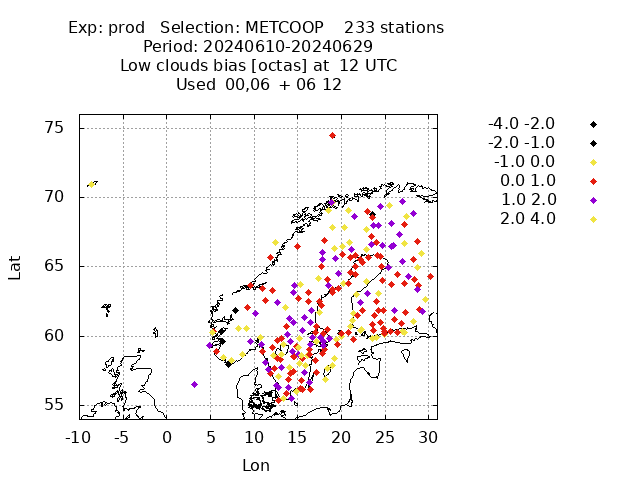 Exp: prod   Selection: METCOOP    233 stations
Period: 20240610-20240629
Low clouds bias [octas] at  12 UTC
Used  00,06  + 06 12
-4.0 -2.0
-2.0 -1.0
-1.0 0.0
0.0 1.0
1.0 2.0
2.0 4.0
75
70
65
60
55
Lat
-10 -5 0 5 10 15 20 25 30
Lon